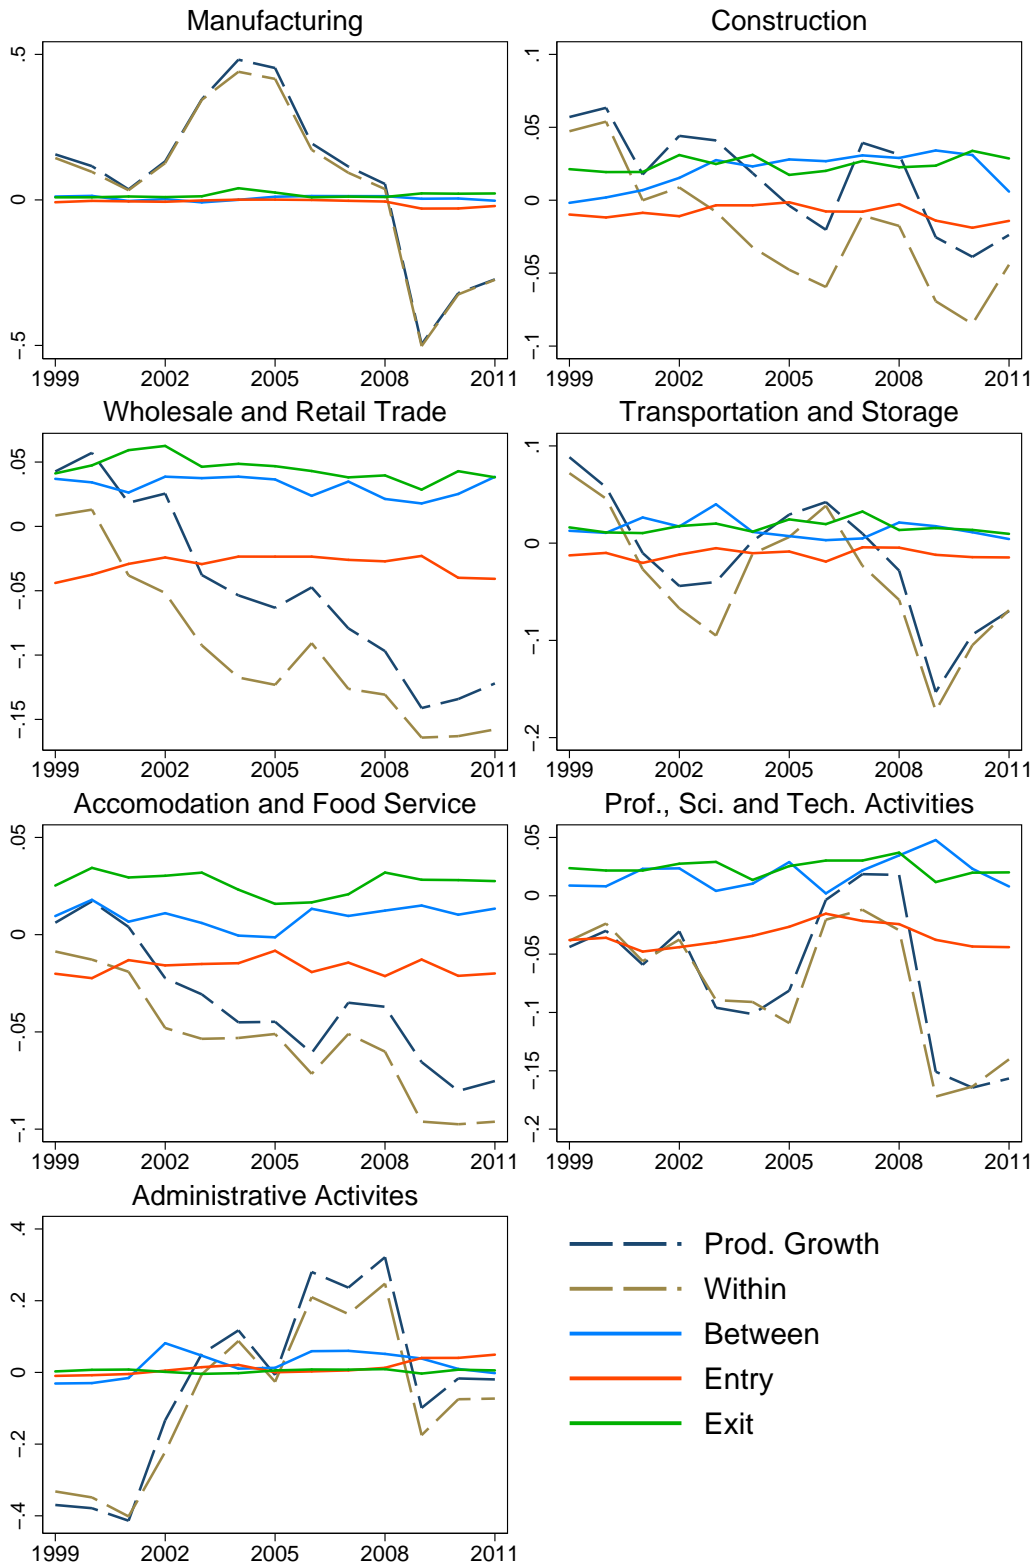 Manufacturing
.5
0
-.5
1999 2002 2005 2008 2011
Construction
.1
.05
0
-.05
-.1
1999 2002 2005 2008 2011
Wholesale and Retail Trade
.05
0
-.05
-.1
-.15
1999 2002 2005 2008 2011
Transportation and Storage
.1
0
-.1
-.2
1999 2002 2005 2008 2011
Accomodation and Food Service
.05
0
-.05
-.1
1999 2002 2005 2008 2011
Prof., Sci. and Tech. Activities
.05
0
-.05
-.1
-.15
-.2
1999 2002 2005 2008 2011
Administrative Activites
.4
.2
0
-.2
-.4
1999 2002 2005 2008 2011
Prod. Growth
Within
Between
Entry
Exit